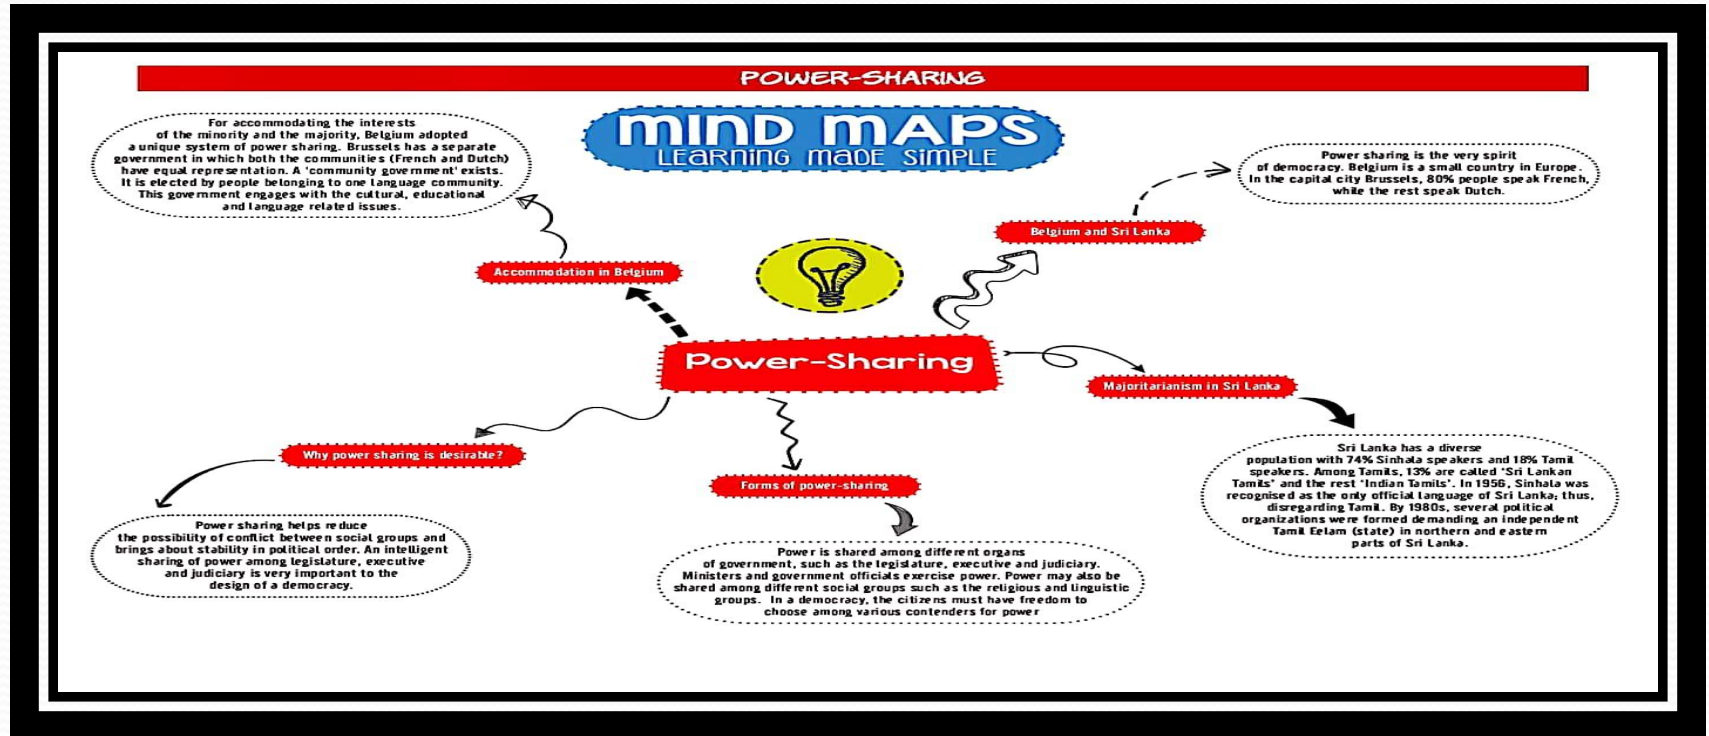 POWER-SHARING
MIND MAPS
LEARNING MADE SIMPLE
For accommodating the interests
of the minority and the majority, Belgium adopted
a unique system of power sharing. Brussels has a separate
government in which both the communities (French and Dutch)
have equal representation. A 'community government' exists.
It is elected by people belonging to one language community.
This government engages with the cultural, educational
and language related issues.
Accommodation in Belgium
Power sharing is the very spirit
of democracy. Belgium is a small country in Europe.
In the capital city Brussels, 80% people speak French,
while the rest speak Dutch.
Belgium and Sri Lanka
Power-Sharing
Majoritarianism in Sri Lanka
Sri Lanka has a diverse
population with 74% Sinhala speakers and 18% Tamil
speakers. Among Tamils, 13% are called 'Sri Lankan
Tamils' and the rest 'Indian Tamils'. In 1956, Sinhala was
recognised as the only official language of Sri Lanka; thus,
disregarding Tamil. By 1980s, several political
organizations were formed demanding an independent
Tamil Eelam (state) in northern and eastern
parts of Sri Lanka.
Why power sharing is desirable?
Power sharing helps reduce
the possibility of conflict between social groups and
brings about stability in political order. An intelligent
sharing of power among legislature, executive
and judiciary is very important to the
design of a democracy.
Forms of power-sharing
Power is shared among different organs
of government, such as the legislature, executive and judiciary.
Ministers and government officials exercise power. Power may also be
shared among different social groups such as the religious and linguistic
groups. In a democracy, the citizens must have freedom to
choose among various contenders for power